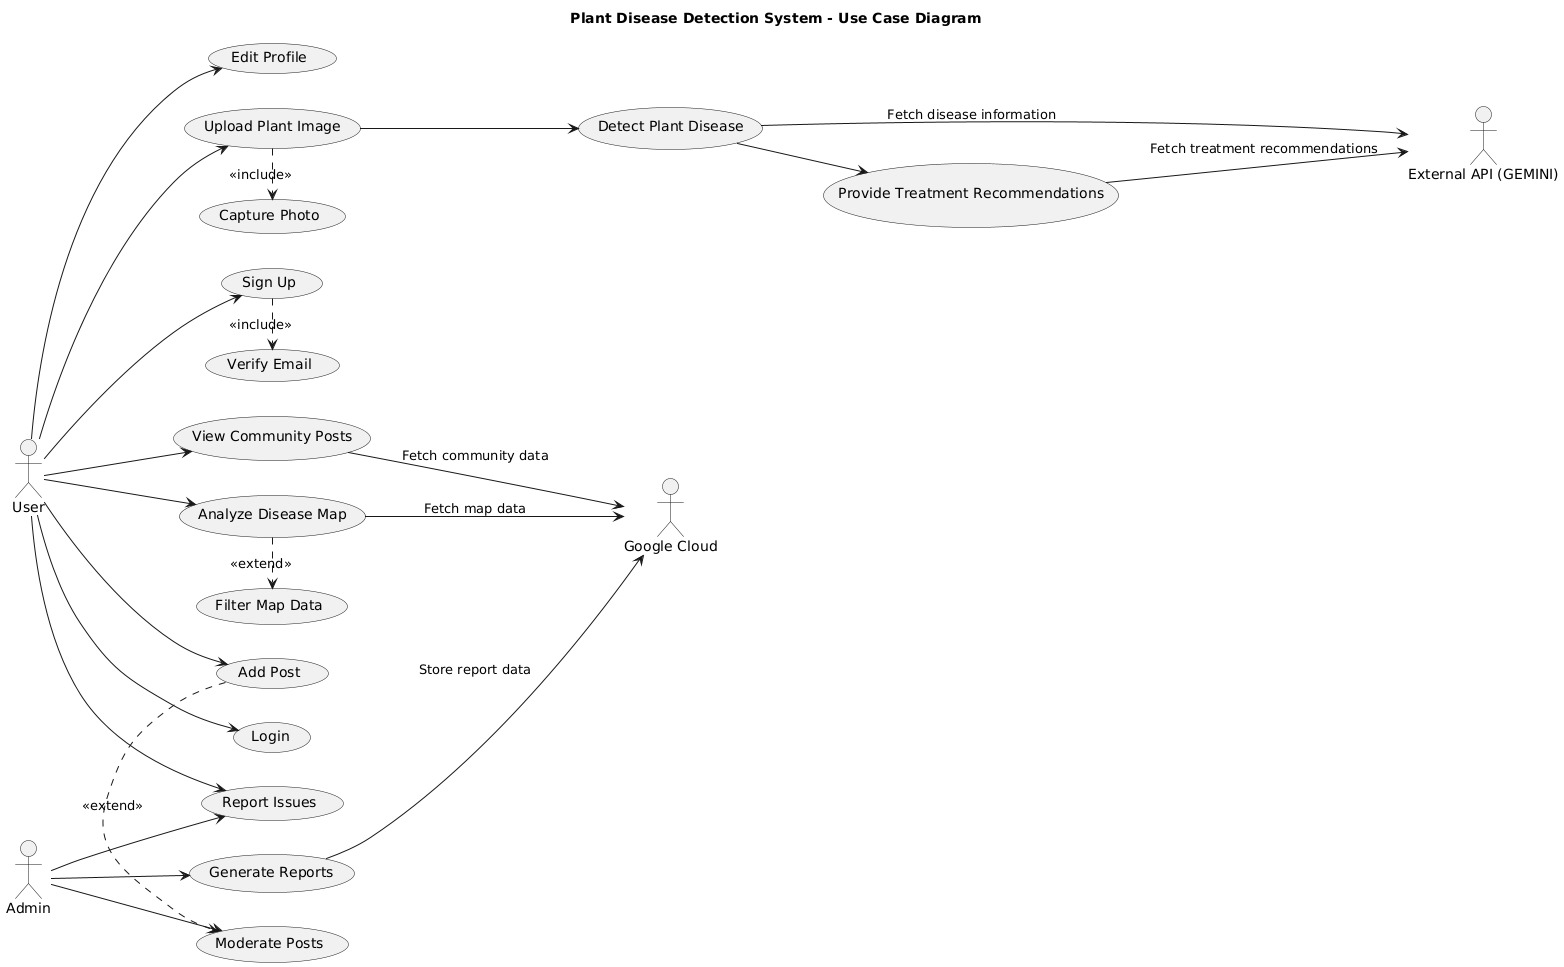 Plant Disease Detection System - Use Case Diagram
Edit Profile
Upload Plant Image
Detect Plant Disease
Fetch disease information
External API (GEMINI)
Fetch treatment recommendations
«include»
Provide Treatment Recommendations
Capture Photo
Sign Up
«include»
Verify Email
View Community Posts
Fetch community data
User
Analyze Disease Map
Fetch map data
Google Cloud
«extend»
Filter Map Data
Add Post
Store report data
Login
Report Issues
«extend»
Generate Reports
Admin
Moderate Posts